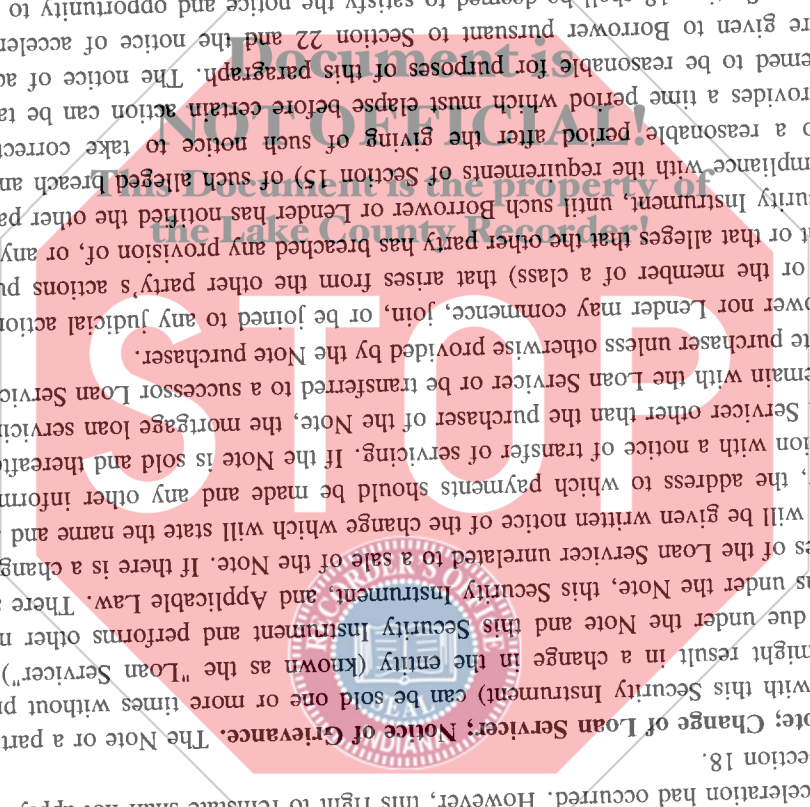 Document is
NOT OFFICIAL!
This Document is the property of
the Lake County Recorder!
STOP
RECORDER'S OFFICE
SEAL
INDIANA
celeration had occurred. However, this right to reinstate shall not apply
ection 18.
ote; Change of Loan Servicer; Notice of Grievance. The Note or a part
with this Security Instrument) can be sold one or more times without pr
night result in a change in the entity (known as the "Loan Servicer")
due under the Note and this Security Instrument and performs other m
ns under the Note, this Security Instrument, and Applicable Law. There
es of the Loan Servicer unrelated to a sale of the Note. If there is a chang
will be given written notice of the change which will state the name and
, the address to which payments should be made and any other inform
ion with a notice of transfer of servicing. If the Note is sold and thereaft
Servicer other than the purchaser of the Note, the mortgage loan servici
emain with the Loan Servicer or be transferred to a successor Loan Servic
te purchaser unless otherwise provided by the Note purchaser.
ower nor Lender may commence, join, or be joined to any judicial action
or the member of a class) that arises from the other party's actions pu
t or that alleges that the other party has breached any provision of, or any
urity Instrument, until such Borrower or Lender has notified the other pa
mpliance with the requirements of Section 15) of such alleged breach an
o a reasonable period after the giving of such notice to take correct
rovides a time period which must elapse before certain action can be ta
emed to be reasonable for purposes of this paragraph. The notice of ac
re given to Borrower pursuant to Section 22 and the notice of acceler
Section 18 shall be deemed to satisfy the notice and opportunity to